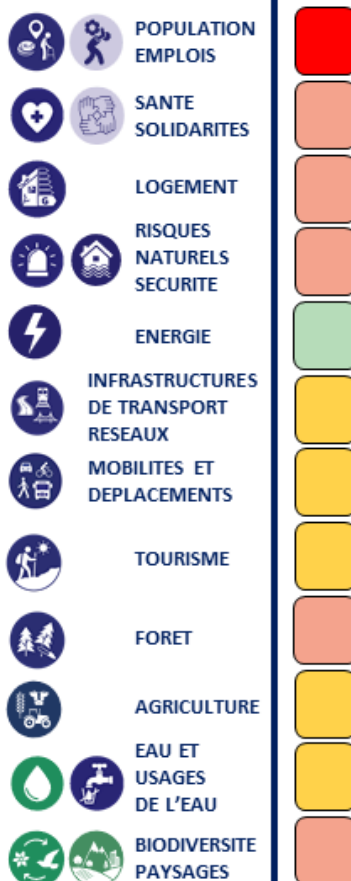 POPULATION
EMPLOIS
SANTE
SOLIDARITES
LOGEMENT
RISQUES
NATURELS
SECURITE
ENERGIE
INFRASTRUCTURES
DE TRANSPORT
RESEAUX
MOBILITES ET
DEPLACEMENTS
TOURISME
FORET
AGRICULTURE
EAU ET
USAGES
DE L'EAU
BIODIVERSITE
PAYSAGES